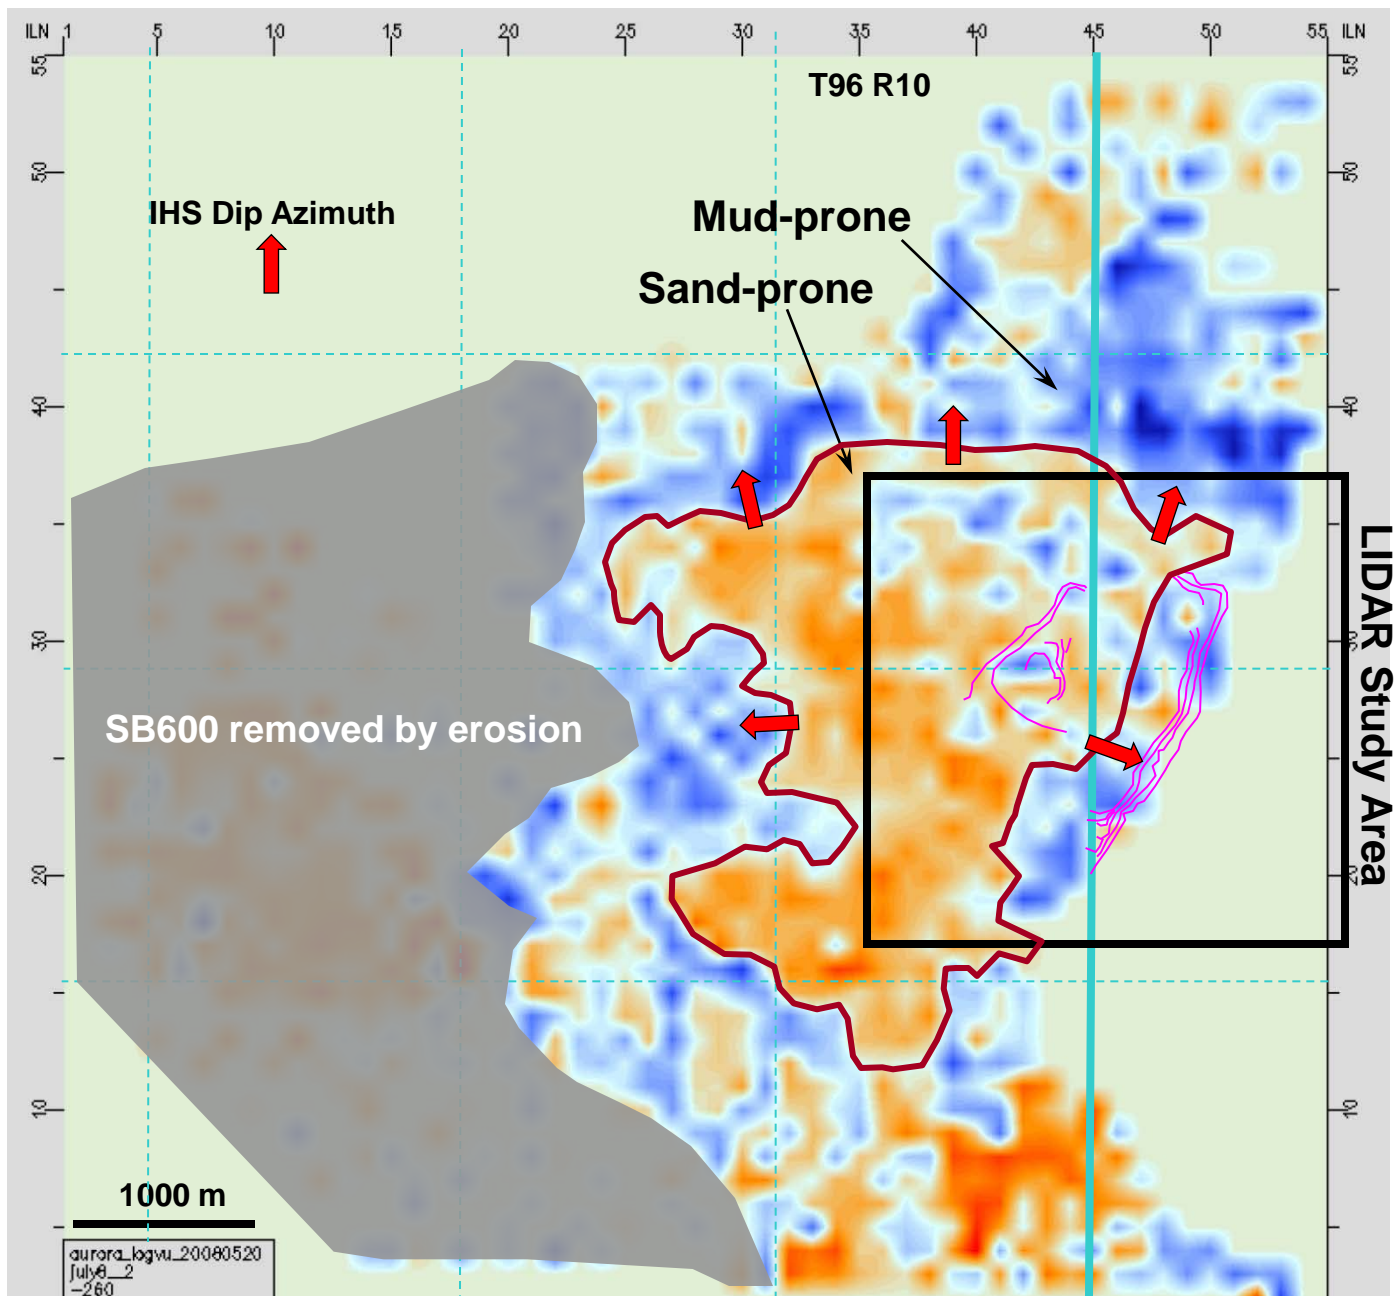 ILN 1 5 10 15 20 25 30 35 40 45 50 55 ILN
55 55
T96 R10
50 50
IHS Dip Azimuth
Mud-prone
Sand-prone
40 40
LIDAR Study Area
30 30
SB600 removed by erosion
20 20
10 10
1000 m
aurora_logvu_20080520
july8__2
-260